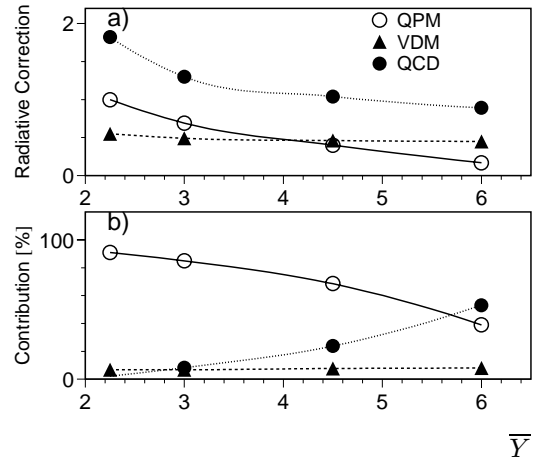 a)
QPM
VDM
QCD
Radiative Correction
2
0
2 3 4 5 6
b)
Contribution [%]
100
0
2 3 4 5 6
Y̅